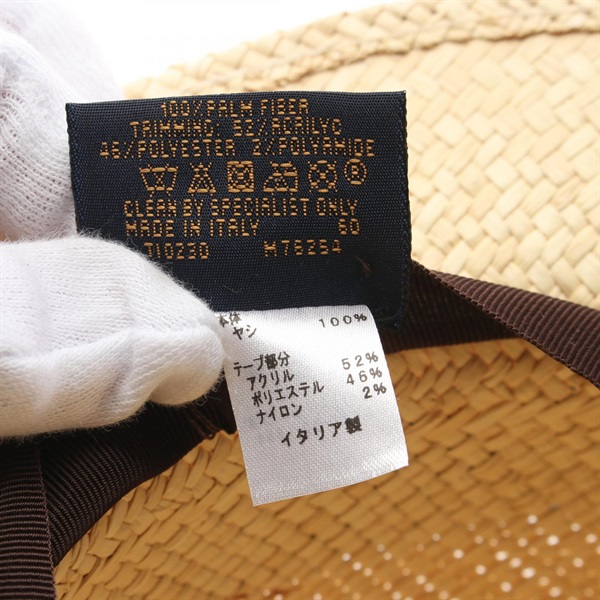 100% PALM FIBER
TRIMMING: 52% ACRILYC
46% POLYESTER 2% POLYAMIDE
CLEAN BY SPECIALIST ONLY
MADE IN ITALY 60
M76254
本体
ヤシ 100%
テープ部分
アクリル 52%
ポリエステル 46%
ナイロン 2%
イタリア製